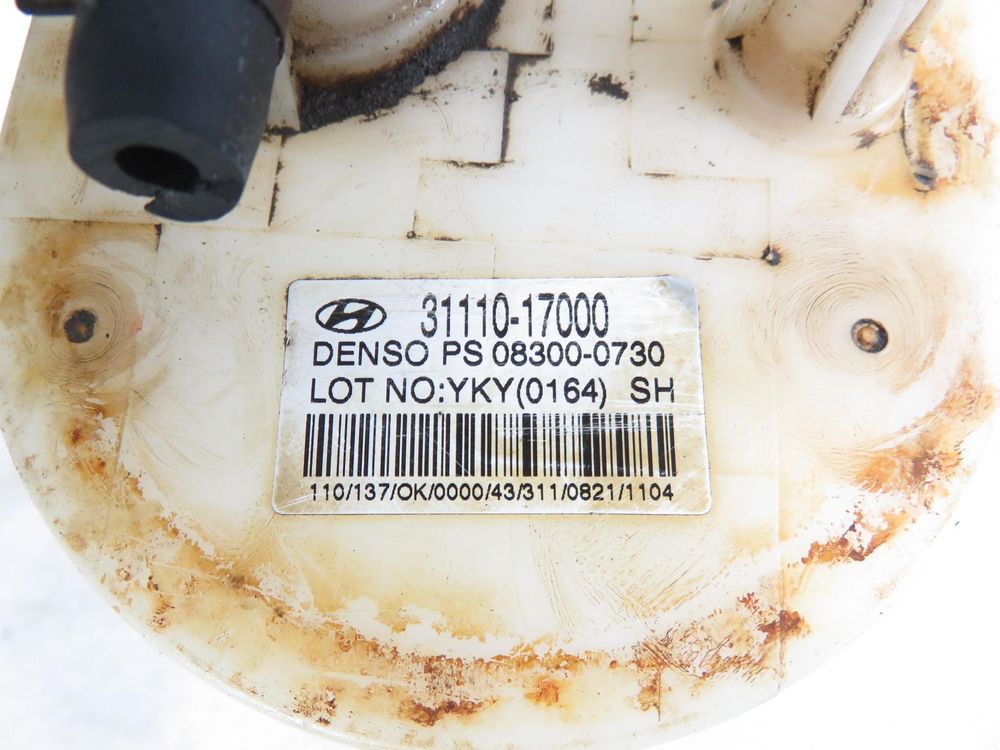 31110-17000
DENSO PS 08300-0730
LOT NO:YKY(0164) SH
110/137/OK/0000/43/311/0821/1104